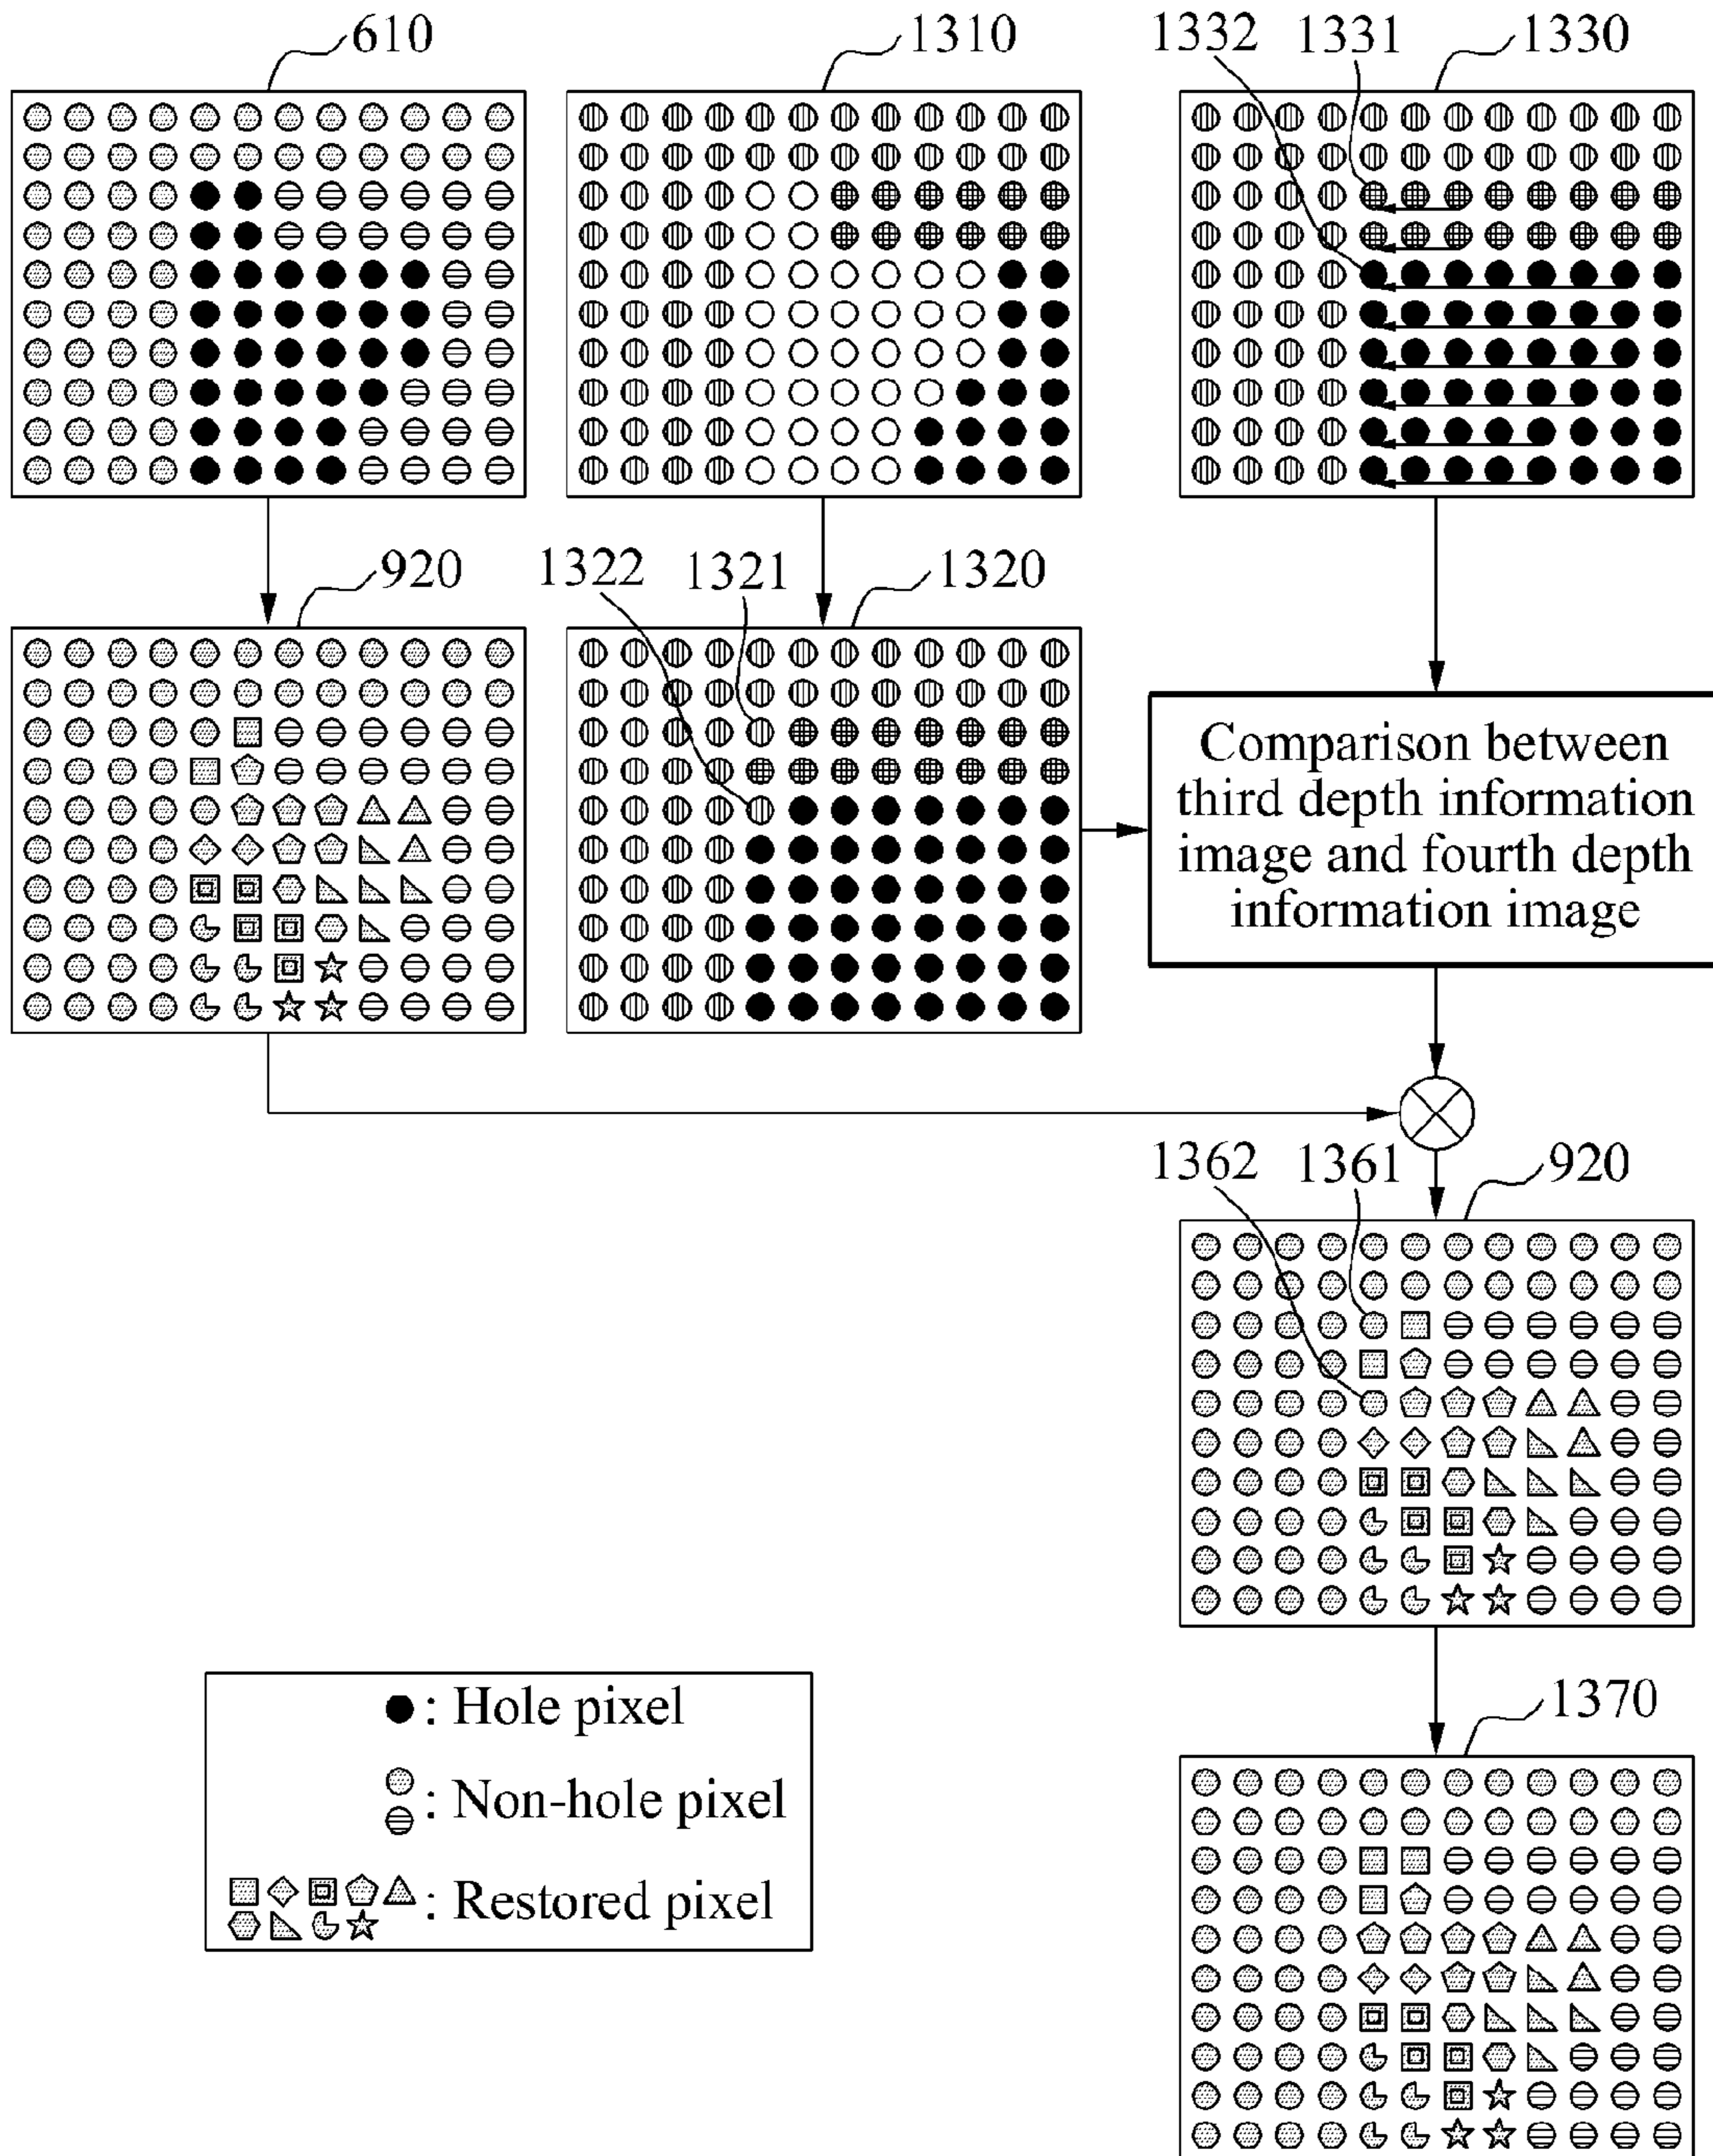 610
1310
1332
1331
1330
920
1322
1321
1320
Comparison between
third depth information
image and fourth depth
information image
1362
1361
920
1370
: Hole pixel
: Non-hole pixel
: Restored pixel